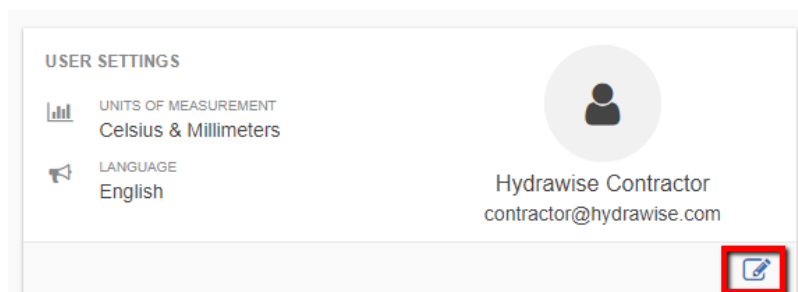 USER SETTINGS
UNITS OF MEASUREMENT
Celsius & Millimeters
LANGUAGE
English
Hydrawise Contractor
contractor@hydrawise.com